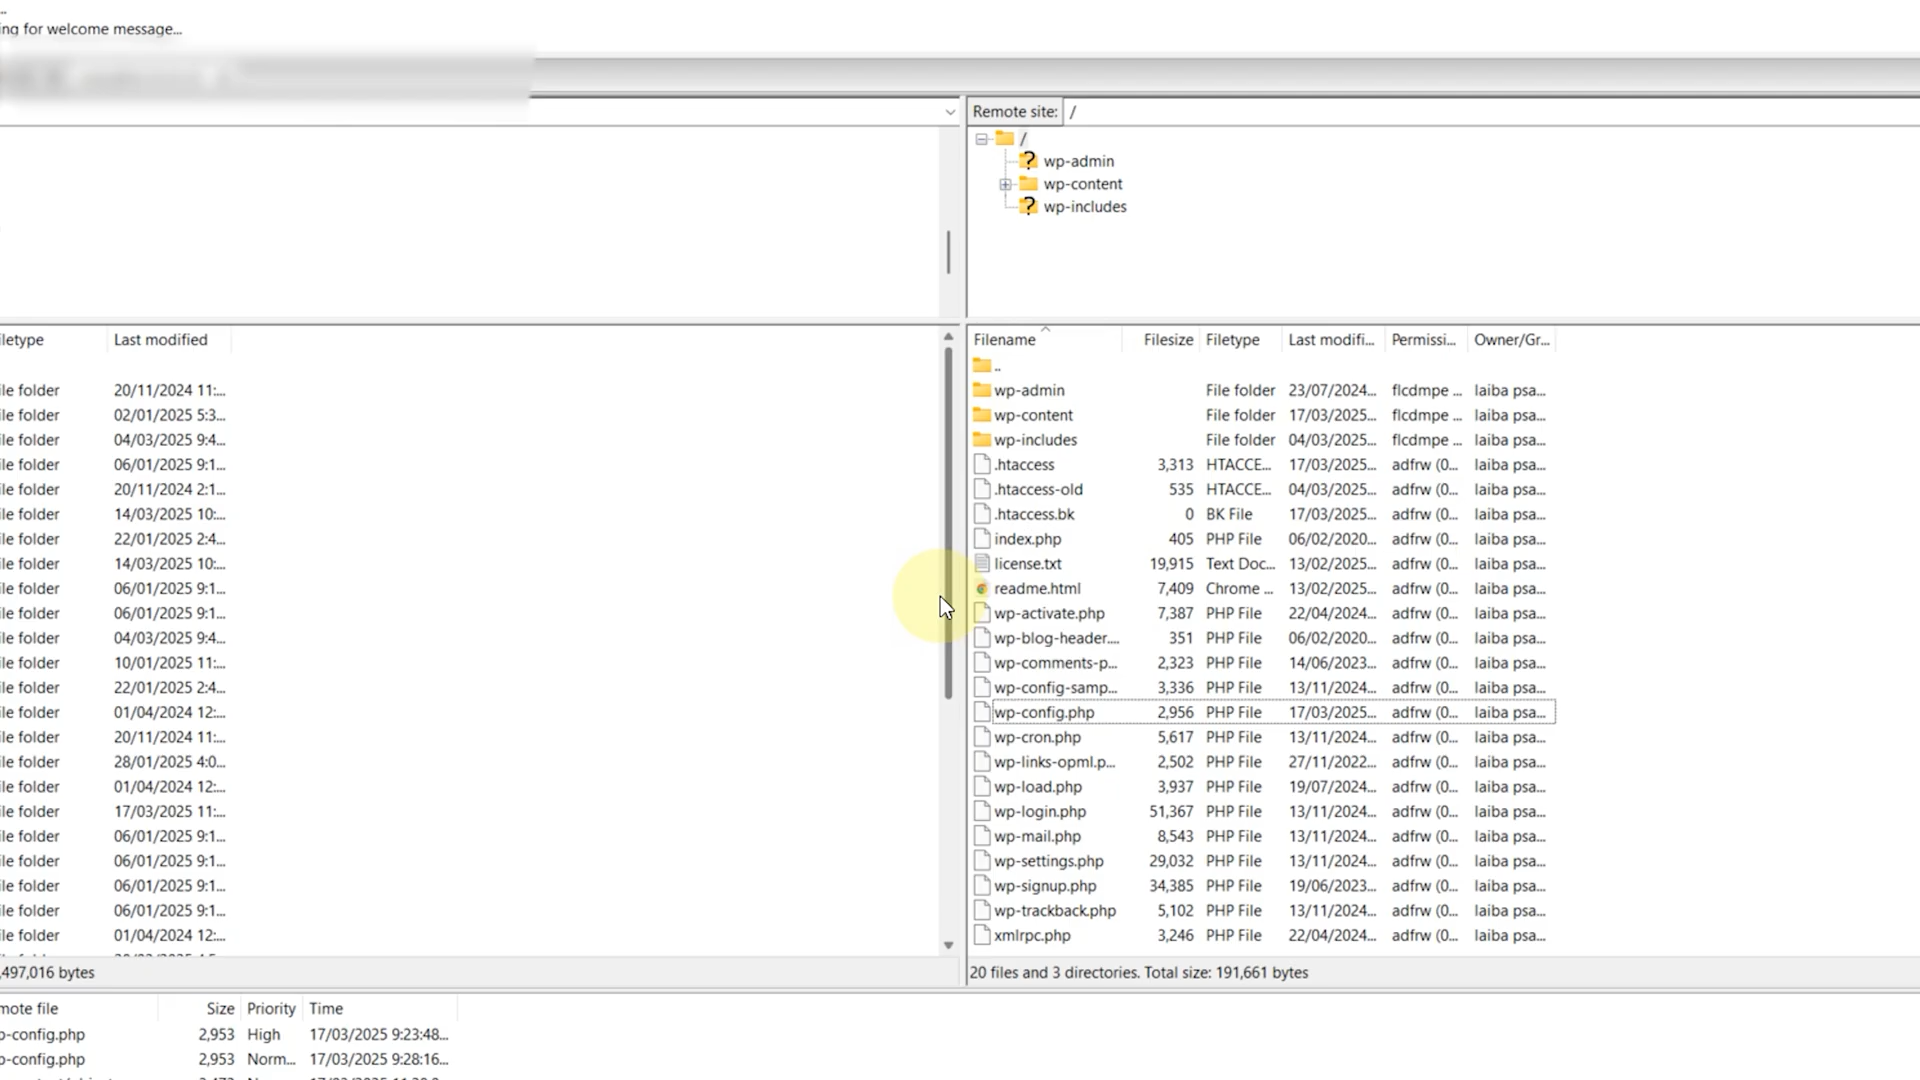 ...
ing for welcome message...
Remote site: /
/
wp-admin
wp-content
wp-includes
iletype Last modified
ile folder 20/11/2024 11:...
ile folder 02/01/2025 5:3...
ile folder 04/03/2025 9:4...
ile folder 06/01/2025 9:1...
ile folder 20/11/2024 2:1...
ile folder 14/03/2025 10:...
ile folder 22/01/2025 2:4...
ile folder 14/03/2025 10:...
ile folder 06/01/2025 9:1...
ile folder 06/01/2025 9:1...
ile folder 04/03/2025 9:4...
ile folder 10/01/2025 11:...
ile folder 22/01/2025 2:4...
ile folder 01/04/2024 12:...
ile folder 20/11/2024 11:...
ile folder 28/01/2025 4:0...
ile folder 01/04/2024 12:...
ile folder 17/03/2025 11:...
ile folder 06/01/2025 9:1...
ile folder 06/01/2025 9:1...
ile folder 06/01/2025 9:1...
ile folder 06/01/2025 9:1...
ile folder 01/04/2024 12:...
,497,016 bytes
Filename Filesize Filetype Last modifi... Permissi... Owner/Gr...
..
wp-admin File folder 23/07/2024... flcdmpe ... laiba psa...
wp-content File folder 17/03/2025... flcdmpe ... laiba psa...
wp-includes File folder 04/03/2025... flcdmpe ... laiba psa...
.htaccess 3,313 HTACCE... 17/03/2025... adfrw (0... laiba psa...
.htaccess-old 535 HTACCE... 04/03/2025... adfrw (0... laiba psa...
.htaccess.bk 0 BK File 17/03/2025... adfrw (0... laiba psa...
index.php 405 PHP File 06/02/2020... adfrw (0... laiba psa...
license.txt 19,915 Text Doc... 13/02/2025... adfrw (0... laiba psa...
readme.html 7,409 Chrome ... 13/02/2025... adfrw (0... laiba psa...
wp-activate.php 7,387 PHP File 22/04/2024... adfrw (0... laiba psa...
wp-blog-header.... 351 PHP File 06/02/2020... adfrw (0... laiba psa...
wp-comments-p... 2,323 PHP File 14/06/2023... adfrw (0... laiba psa...
wp-config-samp... 3,336 PHP File 13/11/2024... adfrw (0... laiba psa...
wp-config.php 2,956 PHP File 17/03/2025... adfrw (0... laiba psa...
wp-cron.php 5,617 PHP File 13/11/2024... adfrw (0... laiba psa...
wp-links-opml.p... 2,502 PHP File 27/11/2022... adfrw (0... laiba psa...
wp-load.php 3,937 PHP File 19/07/2024... adfrw (0... laiba psa...
wp-login.php 51,367 PHP File 13/11/2024... adfrw (0... laiba psa...
wp-mail.php 8,543 PHP File 13/11/2024... adfrw (0... laiba psa...
wp-settings.php 29,032 PHP File 13/11/2024... adfrw (0... laiba psa...
wp-signup.php 34,385 PHP File 19/06/2023... adfrw (0... laiba psa...
wp-trackback.php 5,102 PHP File 13/11/2024... adfrw (0... laiba psa...
xmlrpc.php 3,246 PHP File 22/04/2024... adfrw (0... laiba psa...
20 files and 3 directories. Total size: 191,661 bytes
mote file Size Priority Time
p-config.php 2,953 High 17/03/2025 9:23:48...
p-config.php 2,953 Norm... 17/03/2025 9:28:16...